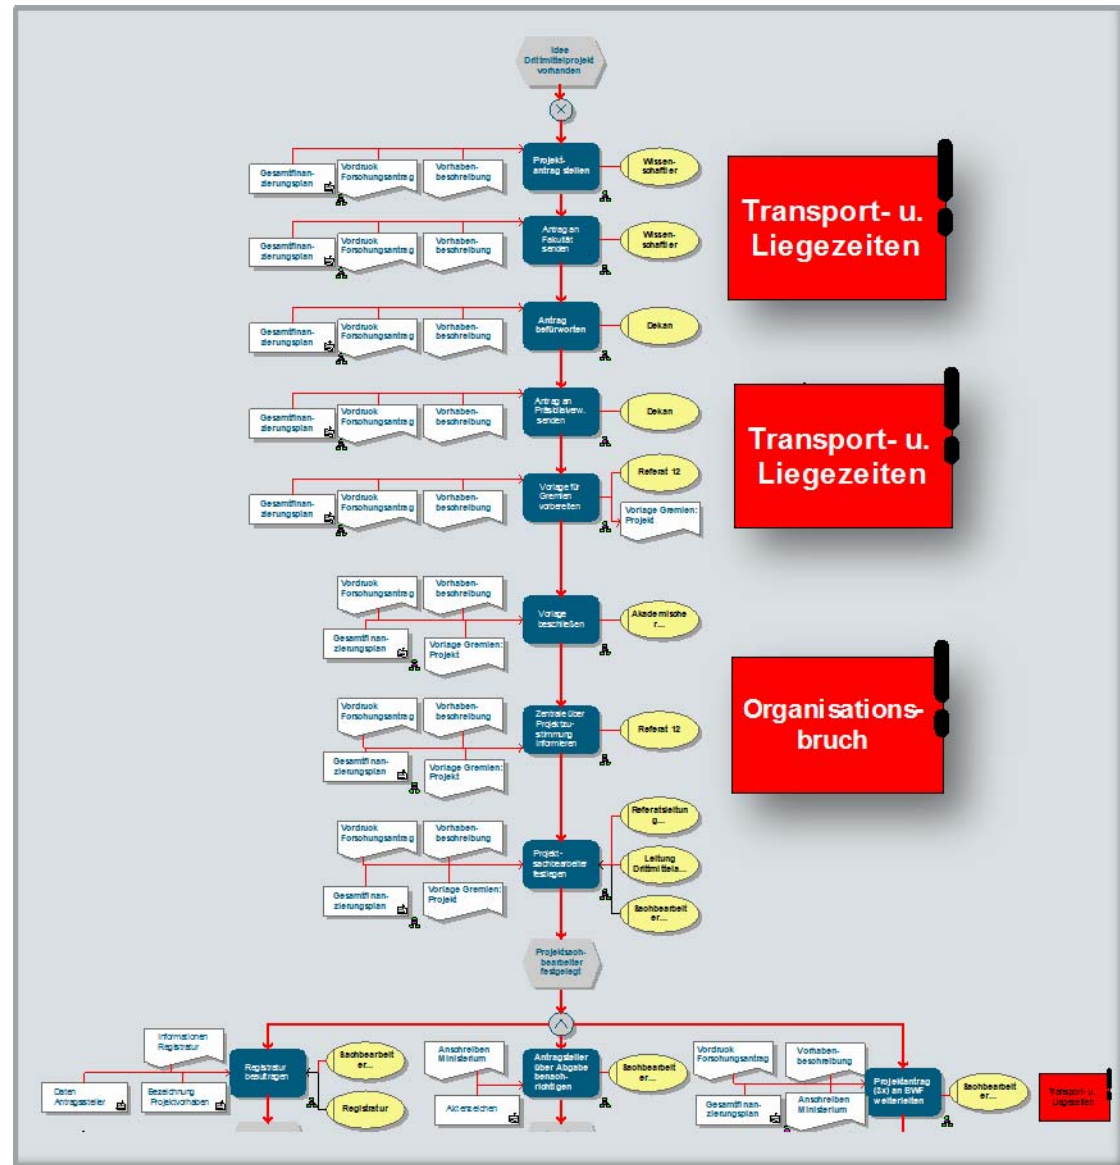 Idee
Drittmittelprojekt
vorhanden
Gesamtfinan-
zierungsplan
Vordruck
Forschungsantrag
Vorhaben-
beschreibung
Projekt-
antrag stellen
Wissen-
schaftler
Transport- u.
Liegezeiten
Gesamtfinan-
zierungsplan
Vordruck
Forschungsantrag
Vorhaben-
beschreibung
Antrag an
Fakultät
senden
Wissen-
schaftler
Gesamtfinan-
zierungsplan
Vordruck
Forschungsantrag
Vorhaben-
beschreibung
Antrag
befürworten
Dekan
Gesamtfinan-
zierungsplan
Vordruck
Forschungsantrag
Vorhaben-
beschreibung
Antrag an
Präsidialverw.
senden
Dekan
Transport- u.
Liegezeiten
Gesamtfinan-
zierungsplan
Vordruck
Forschungsantrag
Vorhaben-
beschreibung
Vorlage für
Gremien
vorbereiten
Referat 12
Vorlage Gremien:
Projekt
Vordruck
Forschungsantrag
Vorhaben-
beschreibung
Gesamtfinan-
zierungsplan
Vorlage Gremien:
Projekt
Vorlage
beschließen
Akademische
r...
Organisations-
bruch
Vordruck
Forschungsantrag
Vorhaben-
beschreibung
Gesamtfinan-
zierungsplan
Vorlage Gremien:
Projekt
Zentrale über
Projektzu-
stimmung
informieren
Referat 12
Vordruck
Forschungsantrag
Vorhaben-
beschreibung
Gesamtfinan-
zierungsplan
Vorlage Gremien:
Projekt
Projekt-
sachbearbeiter
festlegen
Referatsleitun
g...
Leitung
Drittmittela...
Sachbearbeit
er...
Projektsach-
bearbeiter
festgelegt
Informationen
Registratur
Daten
Antragssteller
Bezeichnung
Projektvorhaben
Registratur
beauftragen
Sachbearbeit
er...
Registratur
Anschreiben
Ministerium
Aktenzeichen
Antragsteller
über Abgabe
benach-
richtigen
Sachbearbeit
er...
Vordruck
Forschungsantrag
Vorhaben-
beschreibung
Gesamtfinan-
zierungsplan
Anschreiben
Ministerium
Projektantrag
(3x) an BWF
weiterleiten
Sachbearbeit
er...
Transport- u.
Liegezeiten